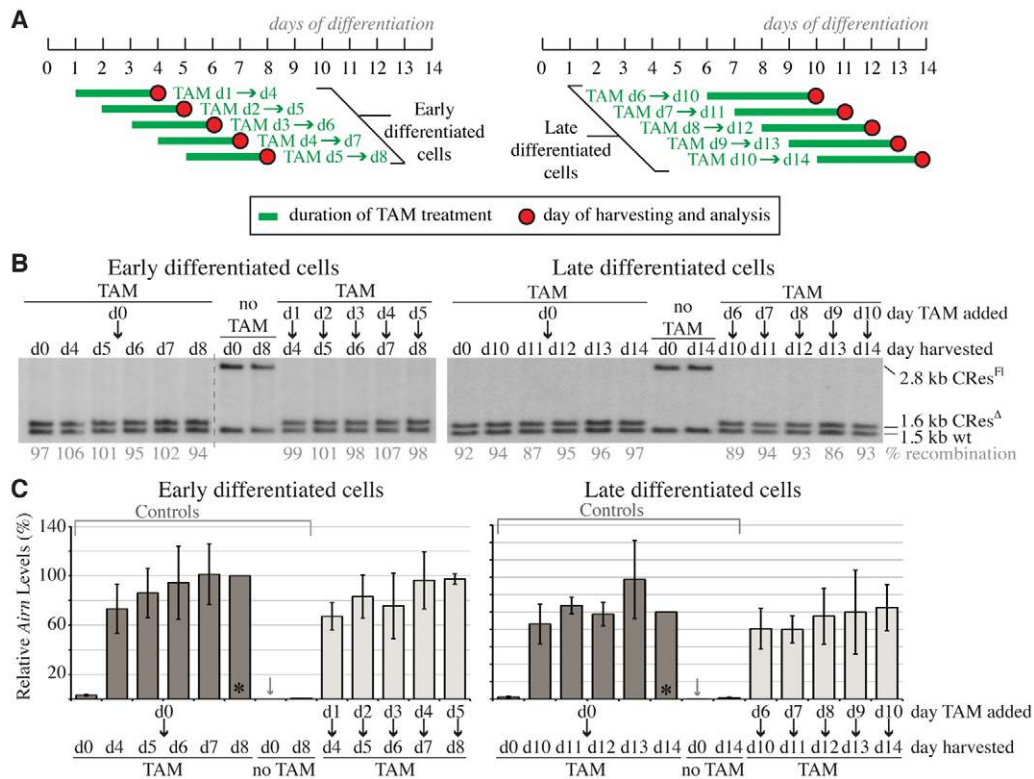 A
days of differentiation
days of differentiation
0 1 2 3 4 5 6 7 8 9 10 11 12 13 14
0 1 2 3 4 5 6 7 8 9 10 11 12 13 14
TAM d1→d4
TAM d2→d5
TAM d3→d6
TAM d4→d7
TAM d5→d8
Early
differentiated
cells
TAM d6→d10
TAM d7→d11
TAM d8→d12
TAM d9→d13
TAM d10→d14
Late
differentiated
cells
duration of TAM treatment
day of harvesting and analysis
B
Early differentiated cells
Late differentiated cells
TAM
no
TAM
TAM
TAM
no
TAM
TAM
d0
d1 d2 d3 d4 d5
d0
d6 d7 d8 d9 d10
day TAM added
d0 d4 d5 d6 d7 d8 d0 d8 d4 d5 d6 d7 d8
d0 d10 d11 d12 d13 d14 d0 d14 d10 d11 d12 d13 d14
day harvested
2.8 kb CRes^Fl
1.6 kb CRes^Δ
1.5 kb wt
97 106 101 95 102 94 99 101 98 107 98
92 94 87 95 96 97 89 94 93 86 93
% recombination
C
Early differentiated cells
Late differentiated cells
Controls
Controls
Relative Airn Levels (%)
140
100
60
20
*
*
d0
d1 d2 d3 d4 d5
d0
d6 d7 d8 d9 d10
day TAM added
d0 d4 d5 d6 d7 d8 d0 d8 d4 d5 d6 d7 d8
d0 d10 d11 d12 d13 d14 d0 d14 d10 d11 d12 d13 d14
day harvested
TAM
no TAM
TAM
TAM
no TAM
TAM